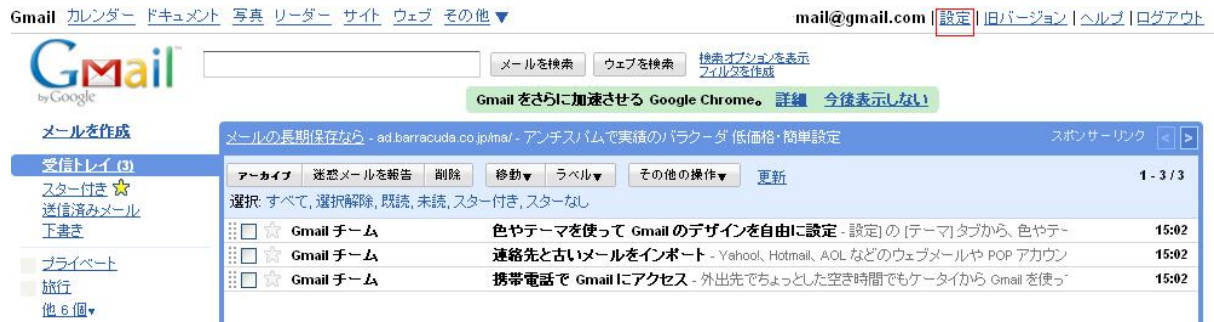 Gmail カレンダー ドキュメント 写真 リーダー サイト ウェブ その他 ▼ mail@gmail.com | 設定 | 旧バージョン | ヘルプ | ログアウト
Gmail
by Google
メールを検索 ウェブを検索 検索オプションを表示
フィルタを作成
Gmail をさらに加速させる Google Chrome。 詳細 今後表示しない
メールを作成
メールの長期保存なら - ad.barracuda.co.jp/ma/ - アンチスパムで実績のバラクーダ 低価格・簡単設定 スポンサーリンク < >
受信トレイ (3)
スター付き
送信済みメール
下書き
プライベート
旅行
他 6 個▼
アーカイブ 迷惑メールを報告 削除 移動▼ ラベル▼ その他の操作▼ 更新 1 - 3 / 3
選択: すべて, 選択解除, 既読, 未読, スター付き, スターなし
Gmail チーム 色やテーマを使って Gmail のデザインを自由に設定 - 設定] の [テーマ] タブから、色やテー 15:02
Gmail チーム 連絡先と古いメールをインポート - Yahoo!、Hotmail、AOL などのウェブメールや POP アカウン 15:02
Gmail チーム 携帯電話で Gmail にアクセス - 外出先でちょっとした空き時間でもケータイから Gmail を使っ 15:02